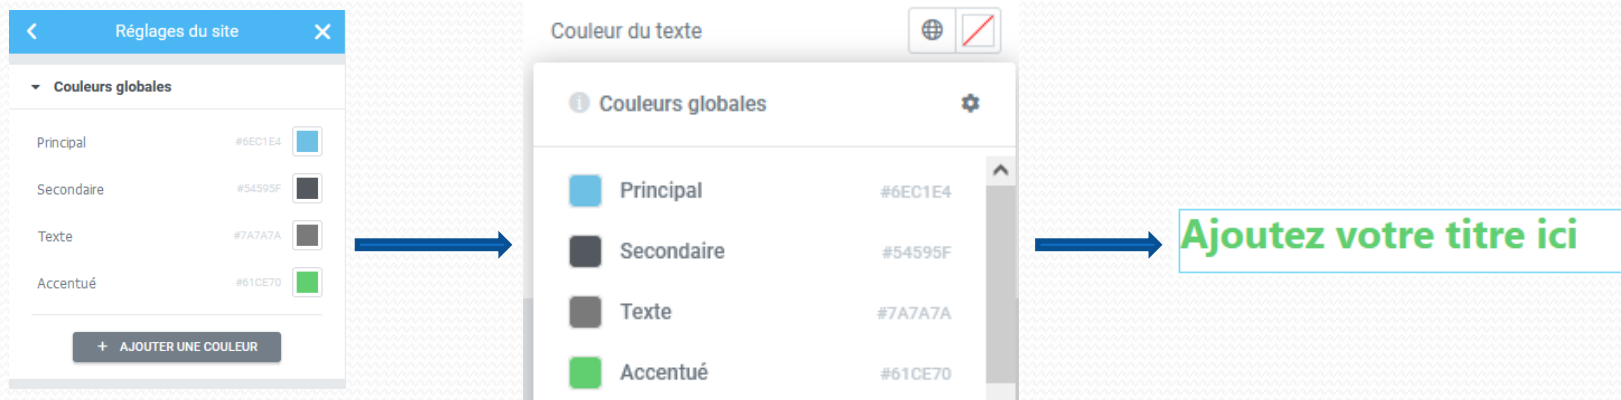 Réglages du site
Couleurs globales
Principal #6EC1E4
Secondaire #54595F
Texte #7A7A7A
Accentué #61CE70
+ AJOUTER UNE COULEUR
Couleur du texte
Couleurs globales
Principal #6EC1E4
Secondaire #54595F
Texte #7A7A7A
Accentué #61CE70
Ajoutez votre titre ici